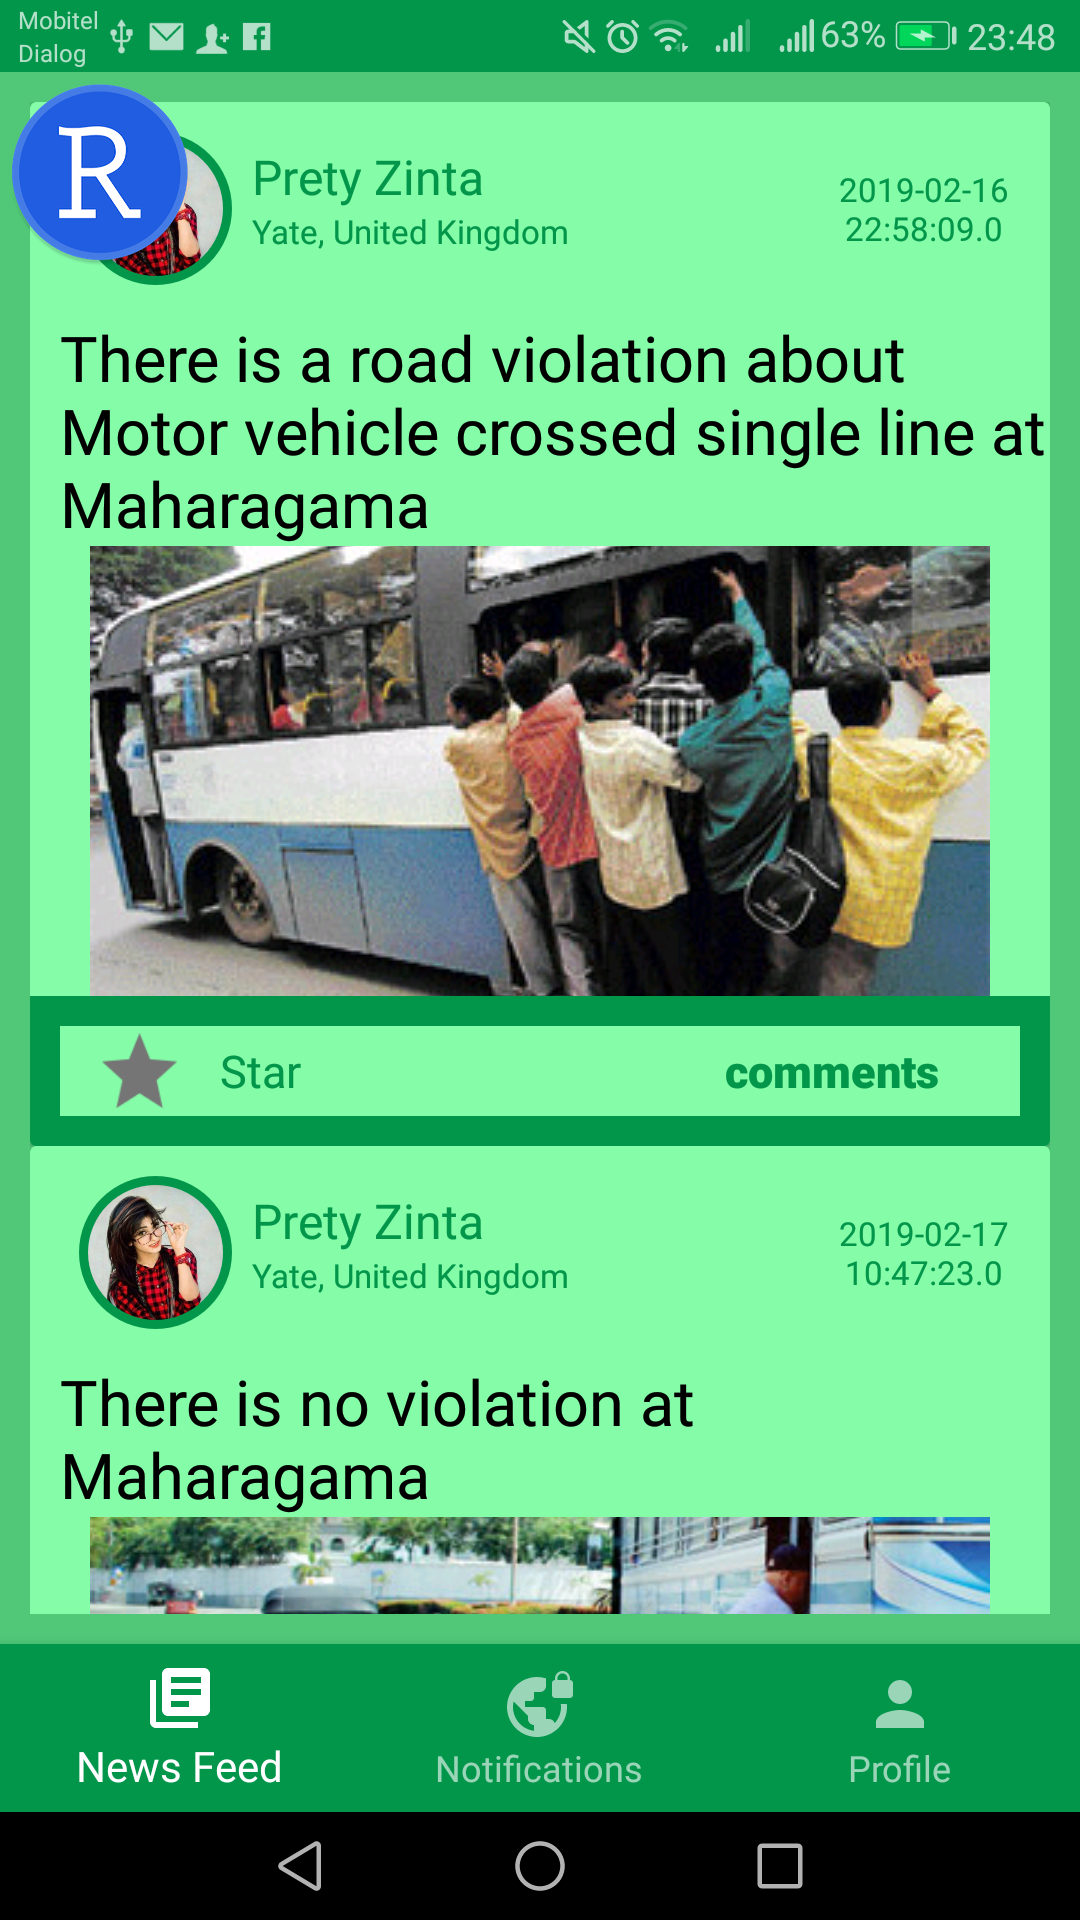 Mobitel
Dialog
63%
23:48
R
Prety Zinta
Yate, United Kingdom
2019-02-16
22:58:09.0
There is a road violation about
Motor vehicle crossed single line at
Maharagama
Star
comments
Prety Zinta
Yate, United Kingdom
2019-02-17
10:47:23.0
There is no violation at
Maharagama
News Feed
Notifications
Profile